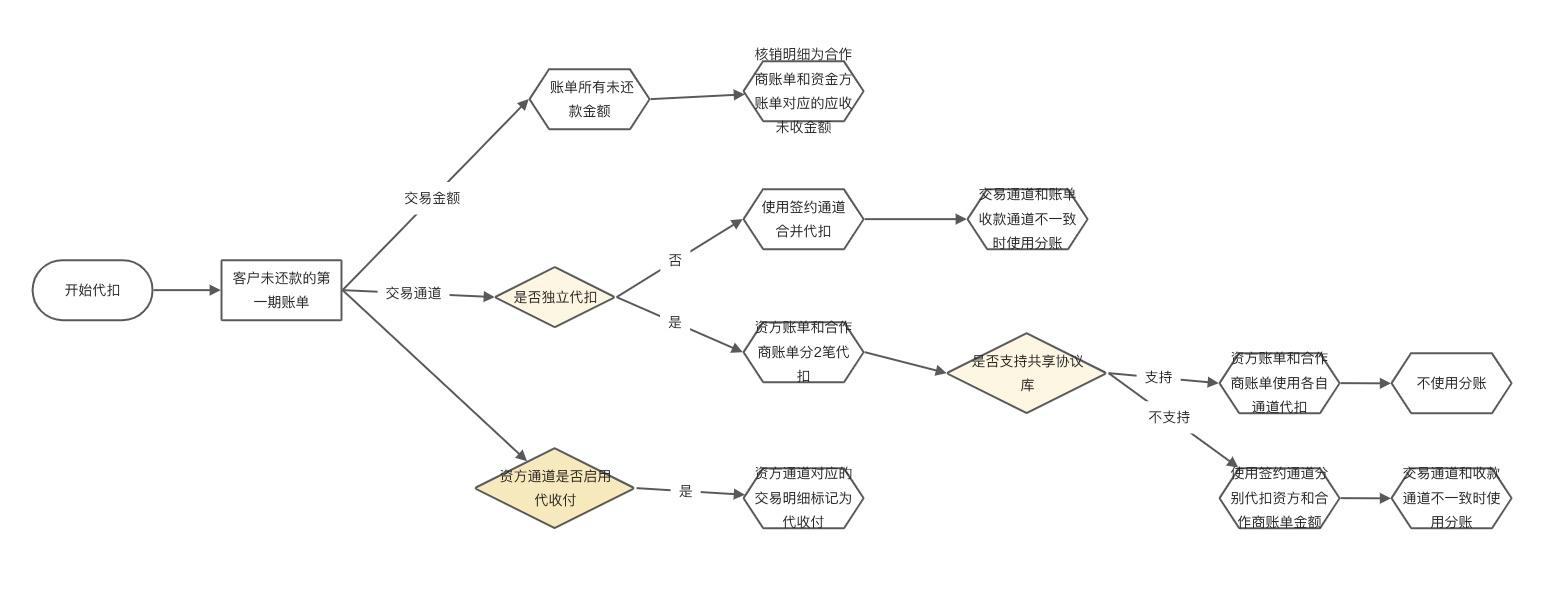 开始代扣
客户未还款的第
一期账单
交易金额
账单所有未还
款金额
核销明细为合作
商账单和资金方
账单对应的应收
未收金额
交易通道
是否独立代扣
否
使用签约通道
合并代扣
交易通道和账单
收款通道不一致
时使用分账
是
资方账单和合作
商账单分2笔代
扣
是否支持共享协议
库
支持
资方账单和合作
商账单使用各自
通道代扣
不使用分账
不支持
使用签约通道分
别代扣资方和合
作商账单金额
交易通道和收款
通道不一致时使
用分账
资方通道是否启用
代收付
是
资方通道对应的
交易明细标记为
代收付